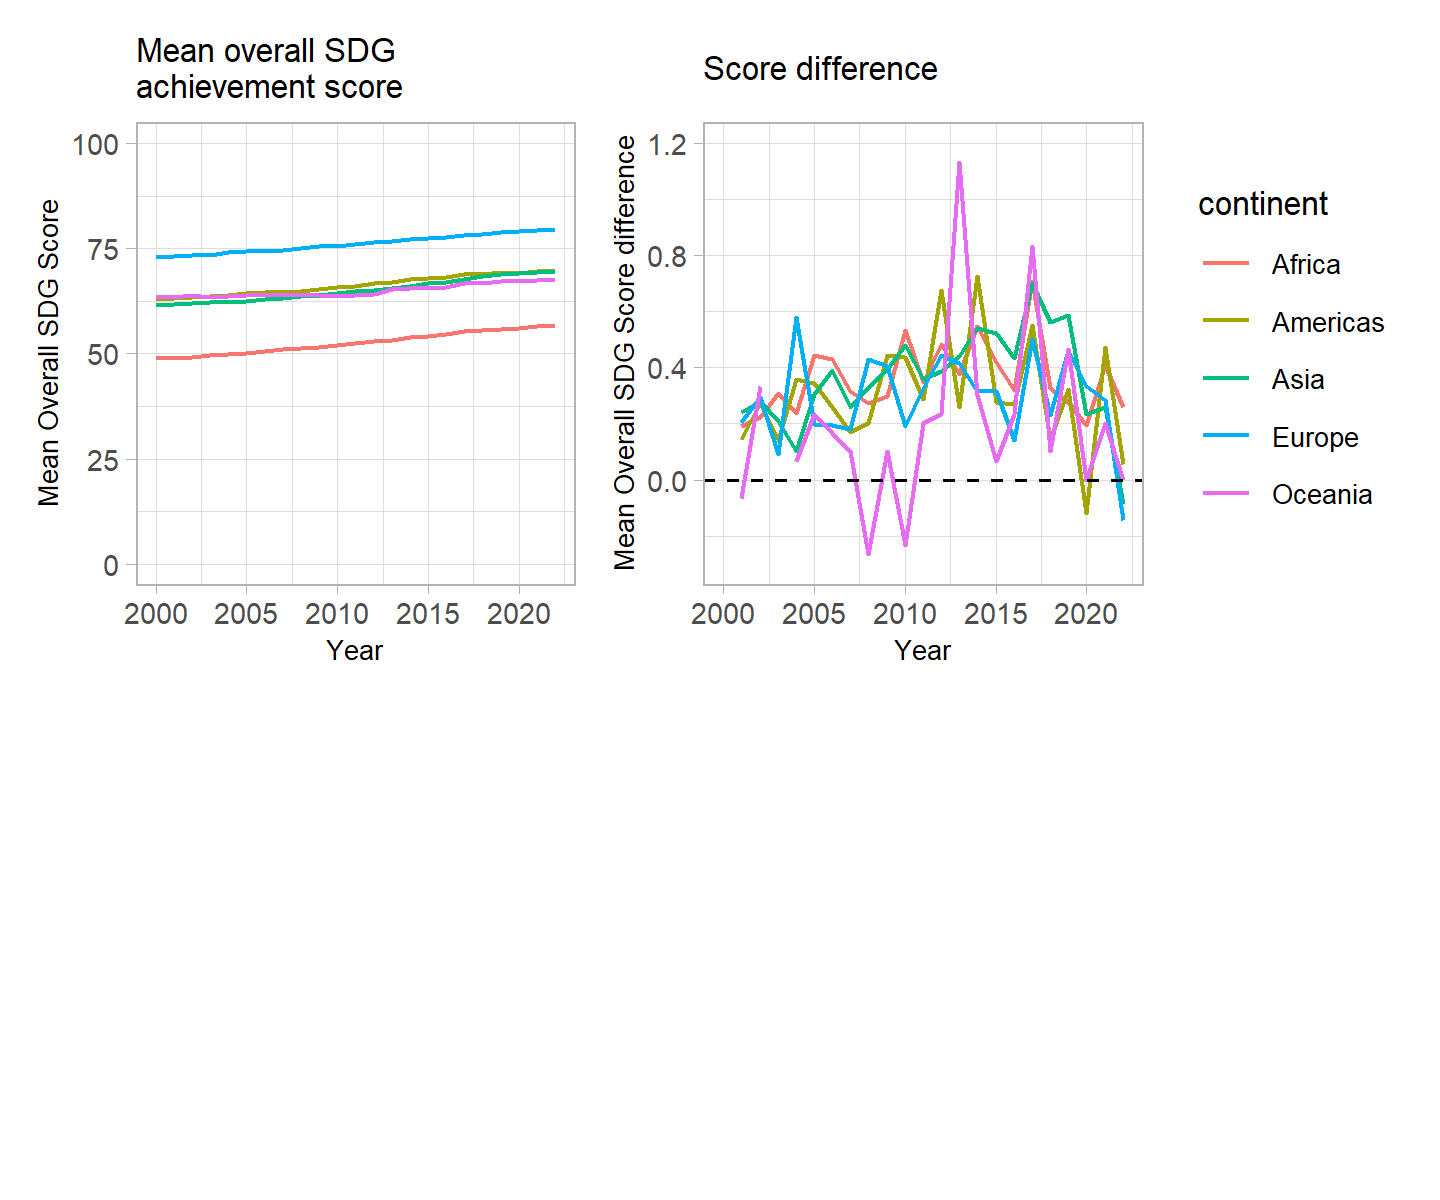 Mean overall SDG
achievement score
Mean Overall SDG Score
100
75
50
25
0
2000 2005 2010 2015 2020
Year
Score difference
Mean Overall SDG Score difference
1.2
0.8
0.4
0.0
2000 2005 2010 2015 2020
Year
continent
Africa
Americas
Asia
Europe
Oceania